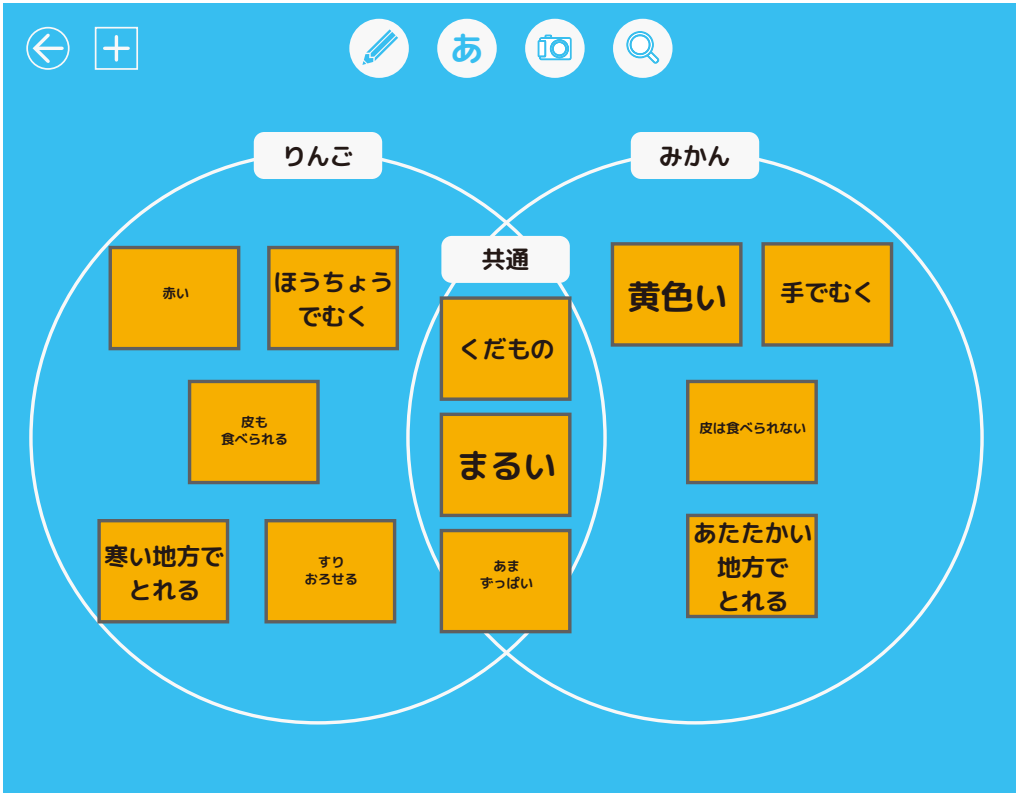 あ
りんご
みかん
共通
赤い
ほうちょう
でむく
皮も
食べられる
寒い地方で
とれる
すり
おろせる
くだもの
まるい
あま
ずっぱい
黄色い
手でむく
皮は食べられない
あたたかい
地方で
とれる